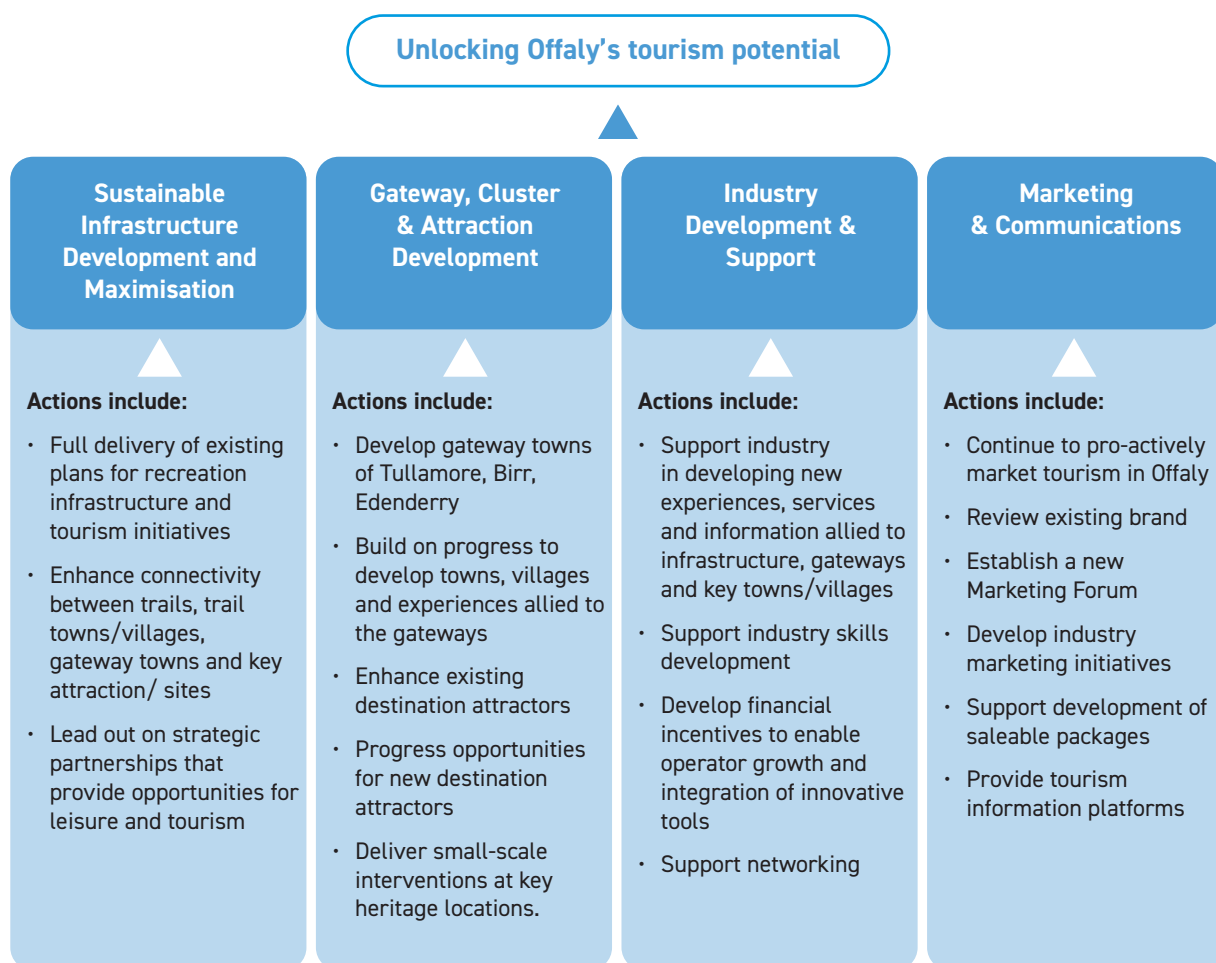 Unlocking Offaly’s tourism potential
Sustainable
Infrastructure
Development and
Maximisation
Actions include:
• Full delivery of existing
plans for recreation
infrastructure and
tourism initiatives
• Enhance connectivity
between trails, trail
towns/villages,
gateway towns and key
attraction/ sites
• Lead out on strategic
partnerships that
provide opportunities for
leisure and tourism
Gateway, Cluster
& Attraction
Development
Actions include:
• Develop gateway towns
of Tullamore, Birr,
Edenderry
• Build on progress to
develop towns, villages
and experiences allied to
the gateways
• Enhance existing
destination attractors
• Progress opportunities
for new destination
attractors
• Deliver small-scale
interventions at key
heritage locations.
Industry
Development &
Support
Actions include:
• Support industry
in developing new
experiences, services
and information allied to
infrastructure, gateways
and key towns/villages
• Support industry skills
development
• Develop financial
incentives to enable
operator growth and
integration of innovative
tools
• Support networking
Marketing
& Communications
Actions include:
• Continue to pro-actively
market tourism in Offaly
• Review existing brand
• Establish a new
Marketing Forum
• Develop industry
marketing initiatives
• Support development of
saleable packages
• Provide tourism
information platforms